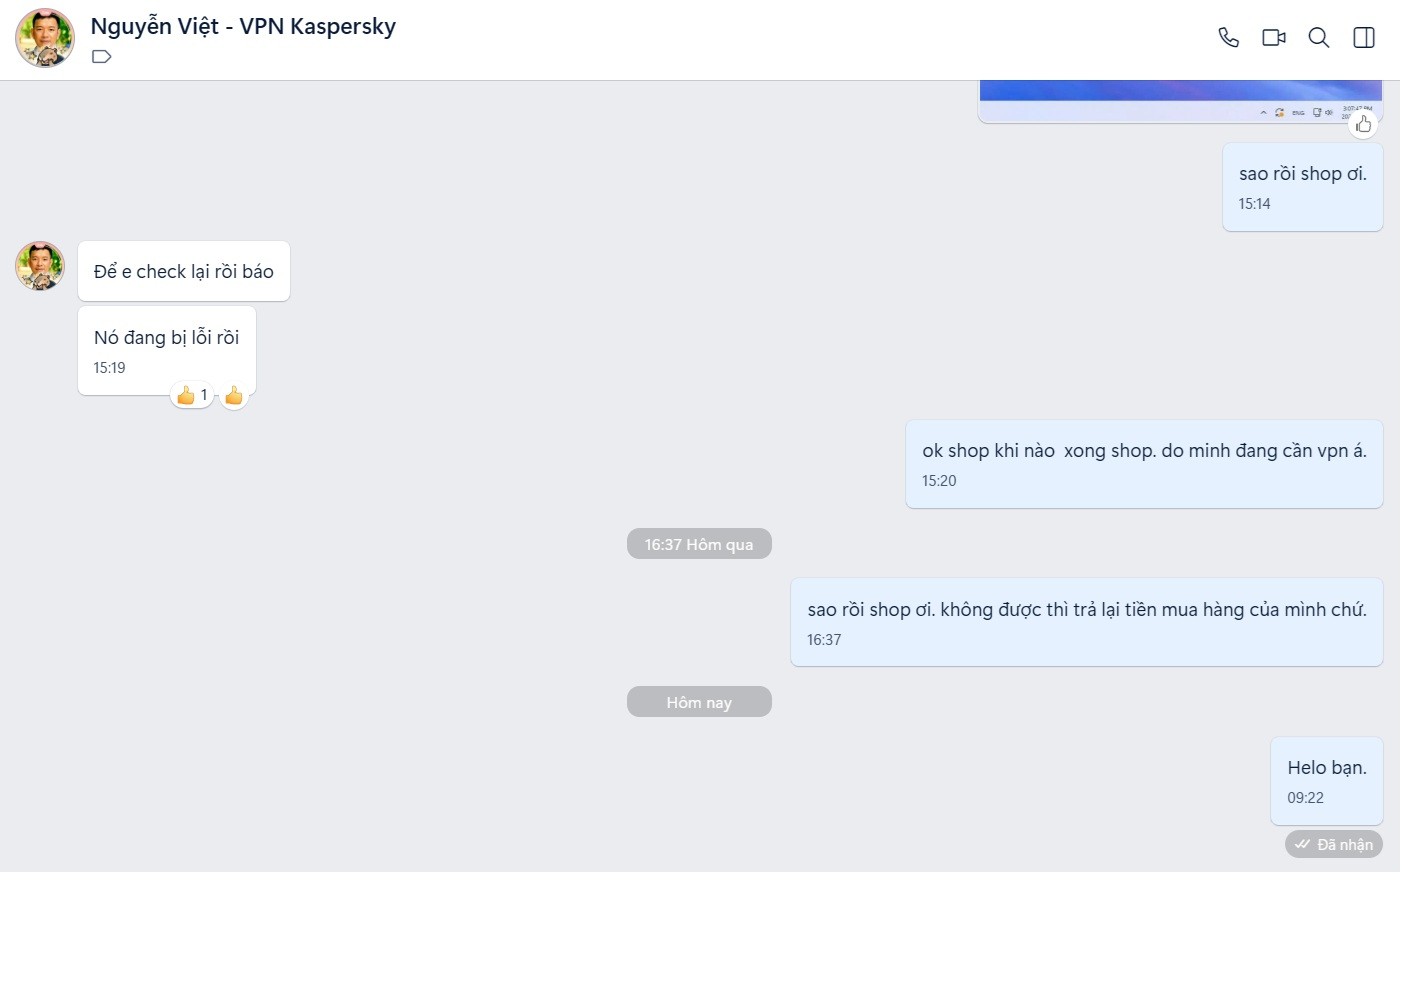 Nguyễn Việt - VPN Kaspersky
ENG
sao rồi shop ơi.
15:14
Để e check lại rồi báo
Nó đang bị lỗi rồi
15:19
1
ok shop khi nào  xong shop. do minh đang cần vpn á.
15:20
16:37 Hôm qua
sao rồi shop ơi. không được thì trả lại tiền mua hàng của mình chứ.
16:37
Hôm nay
Helo bạn.
09:22
Đã nhận